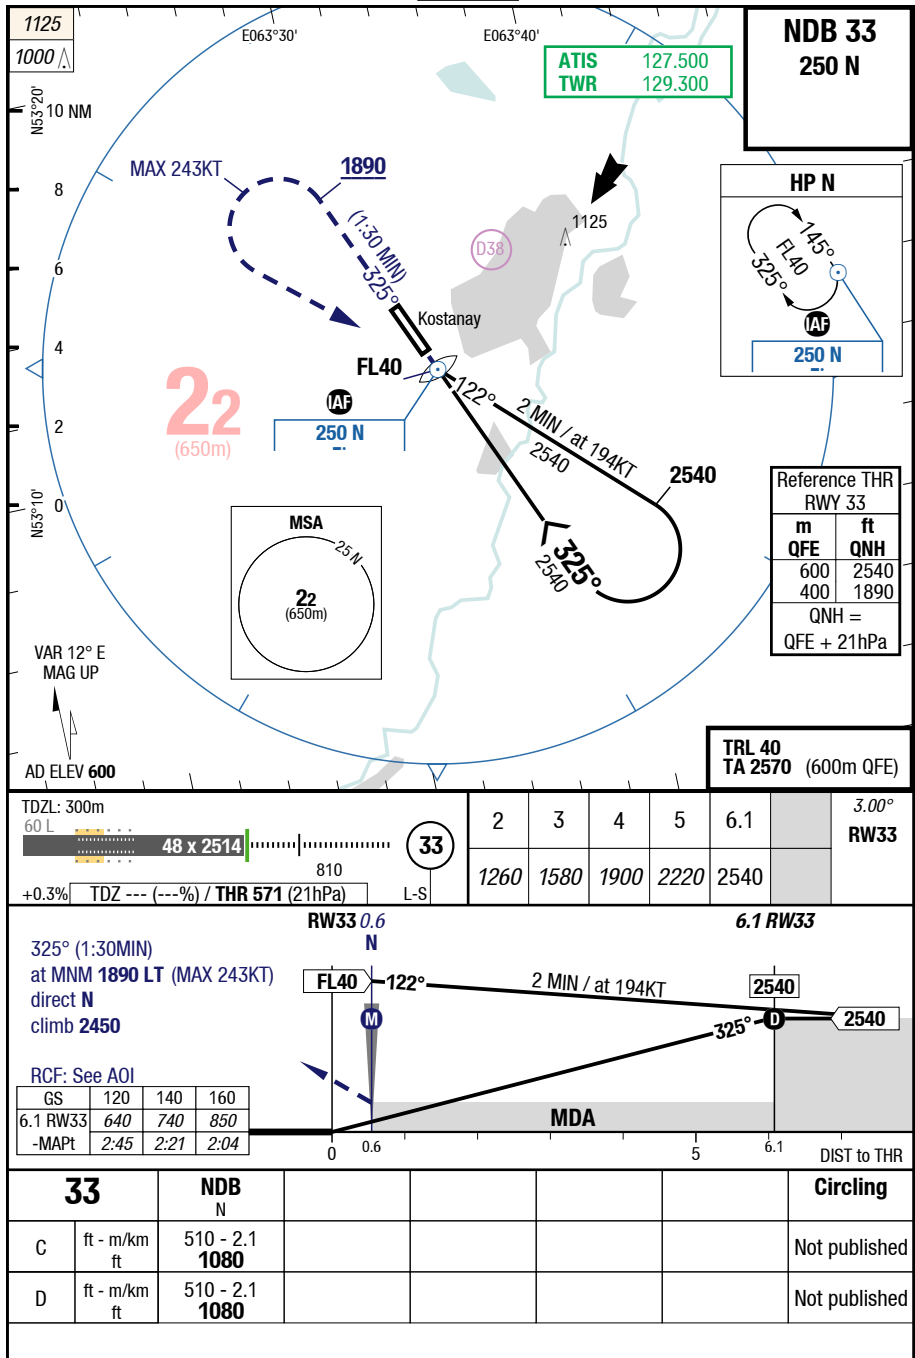 1125
1000
E063°30'
E063°40'
ATIS 127.500
TWR 129.300
NDB 33
250 N
N53°20'
10 NM
8
6
4
2
0
N53°10'
MAX 243KT
1890
(1:30 MIN)
325°
D38
1125
Kostanay
FL40
IAF
250 N
122°
2 MIN / at 194KT
2540
2540
325°
2540
22
(650m)
HP N
145°
FL40
325°
IAF
250 N
MSA
25 N
22
(650m)
Reference THR
RWY 33
m ft
QFE QNH
600 2540
400 1890
QNH =
QFE + 21hPa
VAR 12° E
MAG UP
AD ELEV 600
TRL 40
TA 2570 (600m QFE)
TDZL: 300m
60 L
48 x 2514
810
33
+0.3%
TDZ --- (---%) / THR 571 (21hPa)
L-S
2 3 4 5 6.1
1260 1580 1900 2220 2540
3.00°
RW33
RW33 0.6
N
6.1 RW33
325° (1:30MIN)
at MNM 1890 LT (MAX 243KT)
direct N
climb 2450
RCF: See AOI
FL40
122°
2 MIN / at 194KT
2540
M
325°
D
2540
MDA
GS 120 140 160
6.1 RW33 640 740 850
-MAPt 2:45 2:21 2:04
0 0.6 5 6.1 DIST to THR
33 NDB Circling
N
C ft - m/km 510 - 2.1 Not published
ft 1080
D ft - m/km 510 - 2.1 Not published
ft 1080